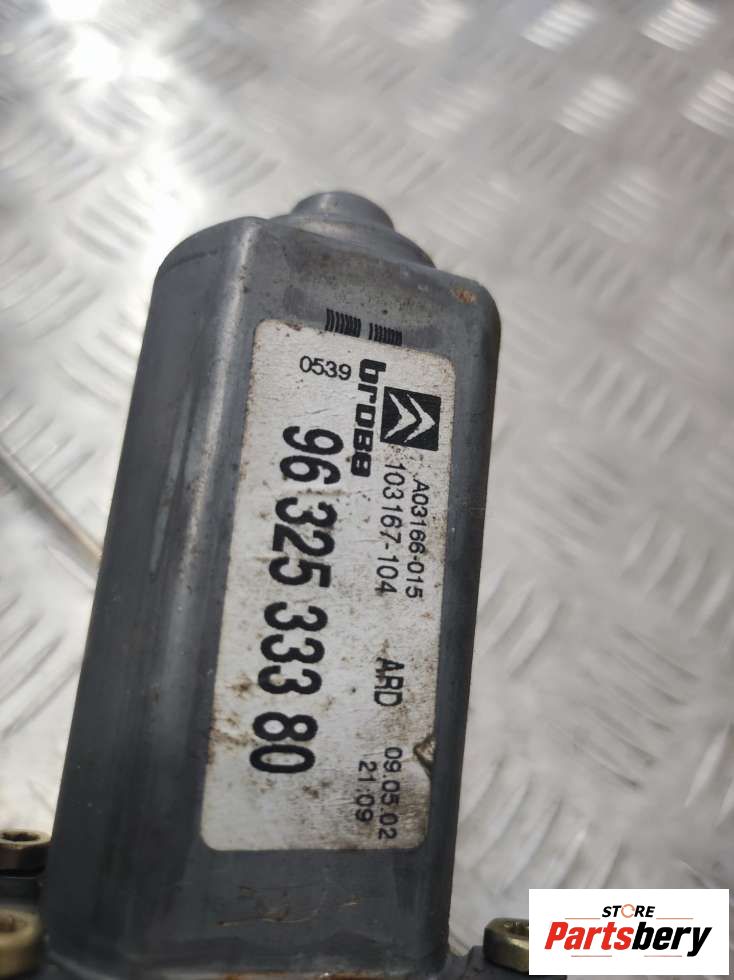 0539
brose
A03166-015
103167-104
ARD
09.05.02
21:09
96 325 333 80
STORE
Partsbery